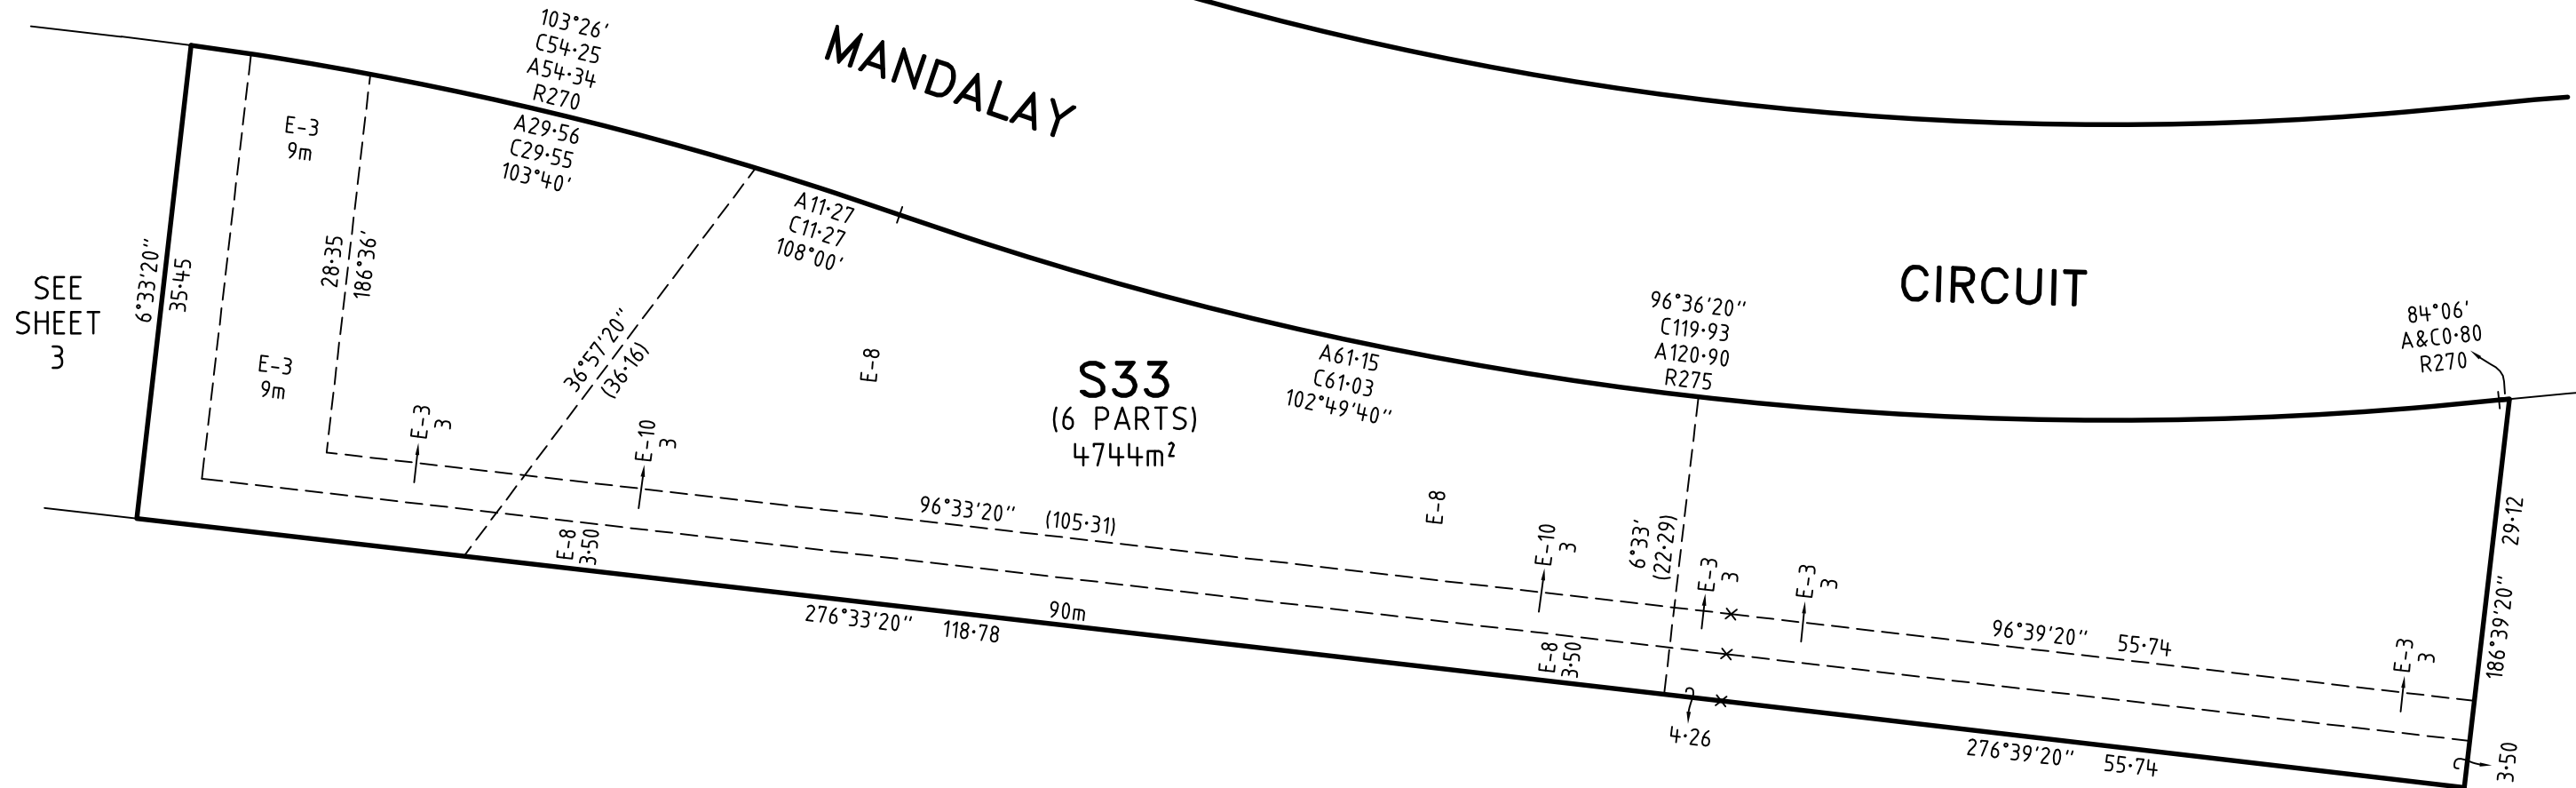 103°26'
C54·25
A54·34
R270
MANDALAY
A29·56
C29·55
103°40'
E-3
9m
A11·27
C11·27
108°00'
6°33'20"
35·45
28·35
186°36'
SEE
SHEET
3
E-3
9m
36°57'20"
(36·16)
E-8
S33
(6 PARTS)
4744m²
A61·15
C61·03
102°49'40"
96°36'20"
C119·93
A120·90
R275
CIRCUIT
84°06'
A&C0·80
R270
E-3
3
E-10
3
96°33'20" (105·31)
E-8
E-8
3·50
E-10
3
6°33'
(22·29)
E-3
3
E-3
3
29·12
186°39'20"
276°33'20" 118·78
90m
E-8
3·50
96°39'20" 55·74
E-3
3
4·26
276°39'20" 55·74
3·50